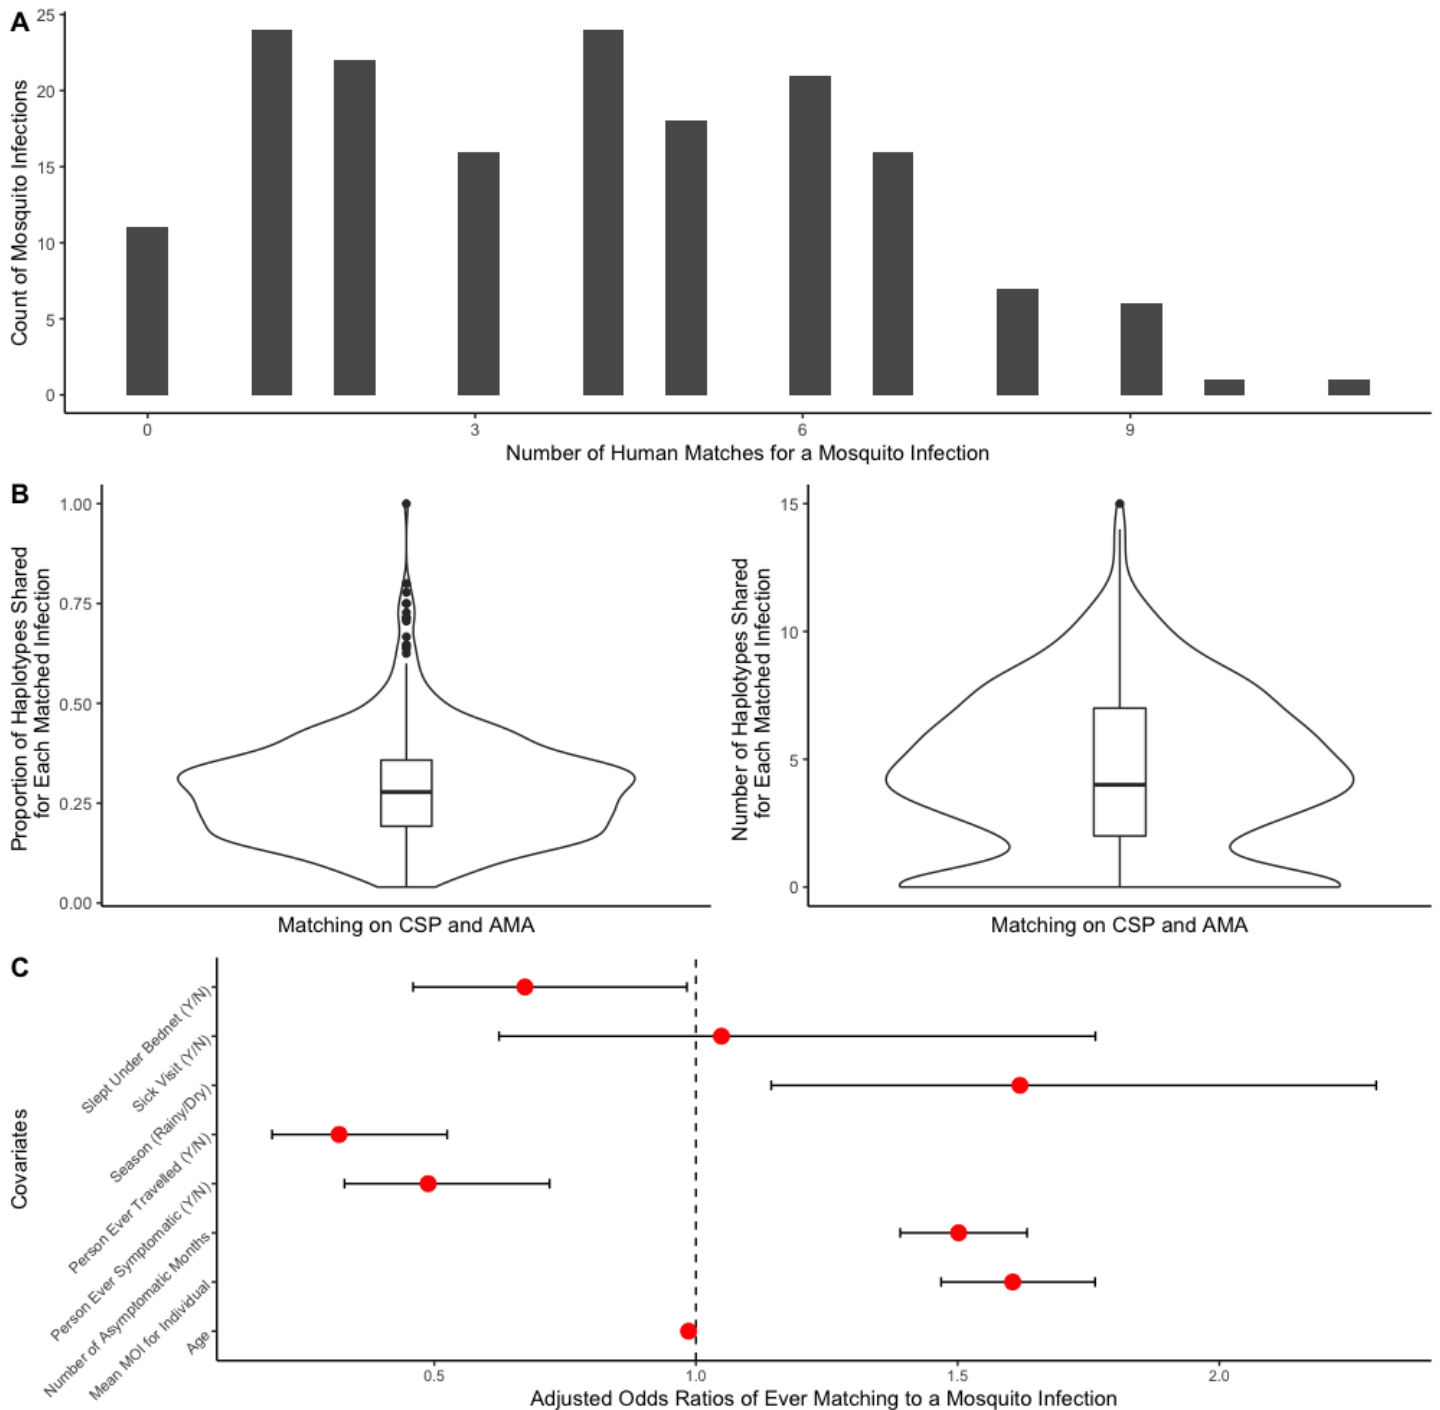 A
25
20
15
10
5
0
Count of Mosquito Infections
0 3 6 9
Number of Human Matches for a Mosquito Infection
B
1.00
0.75
0.50
0.25
0.00
Proportion of Haplotypes Shared
for Each Matched Infection
Matching on CSP and AMA
15
10
5
0
Number of Haplotypes Shared
for Each Matched Infection
Matching on CSP and AMA
C
Covariates
Slept Under Bednet (Y/N)
Sick Visit (Y/N)
Season (Rainy/Dry)
Person Ever Travelled (Y/N)
Person Ever Symptomatic (Y/N)
Number of Asymptomatic Months
Mean MOI for Individual
Age
0.5 1.0 1.5 2.0
Adjusted Odds Ratios of Ever Matching to a Mosquito Infection